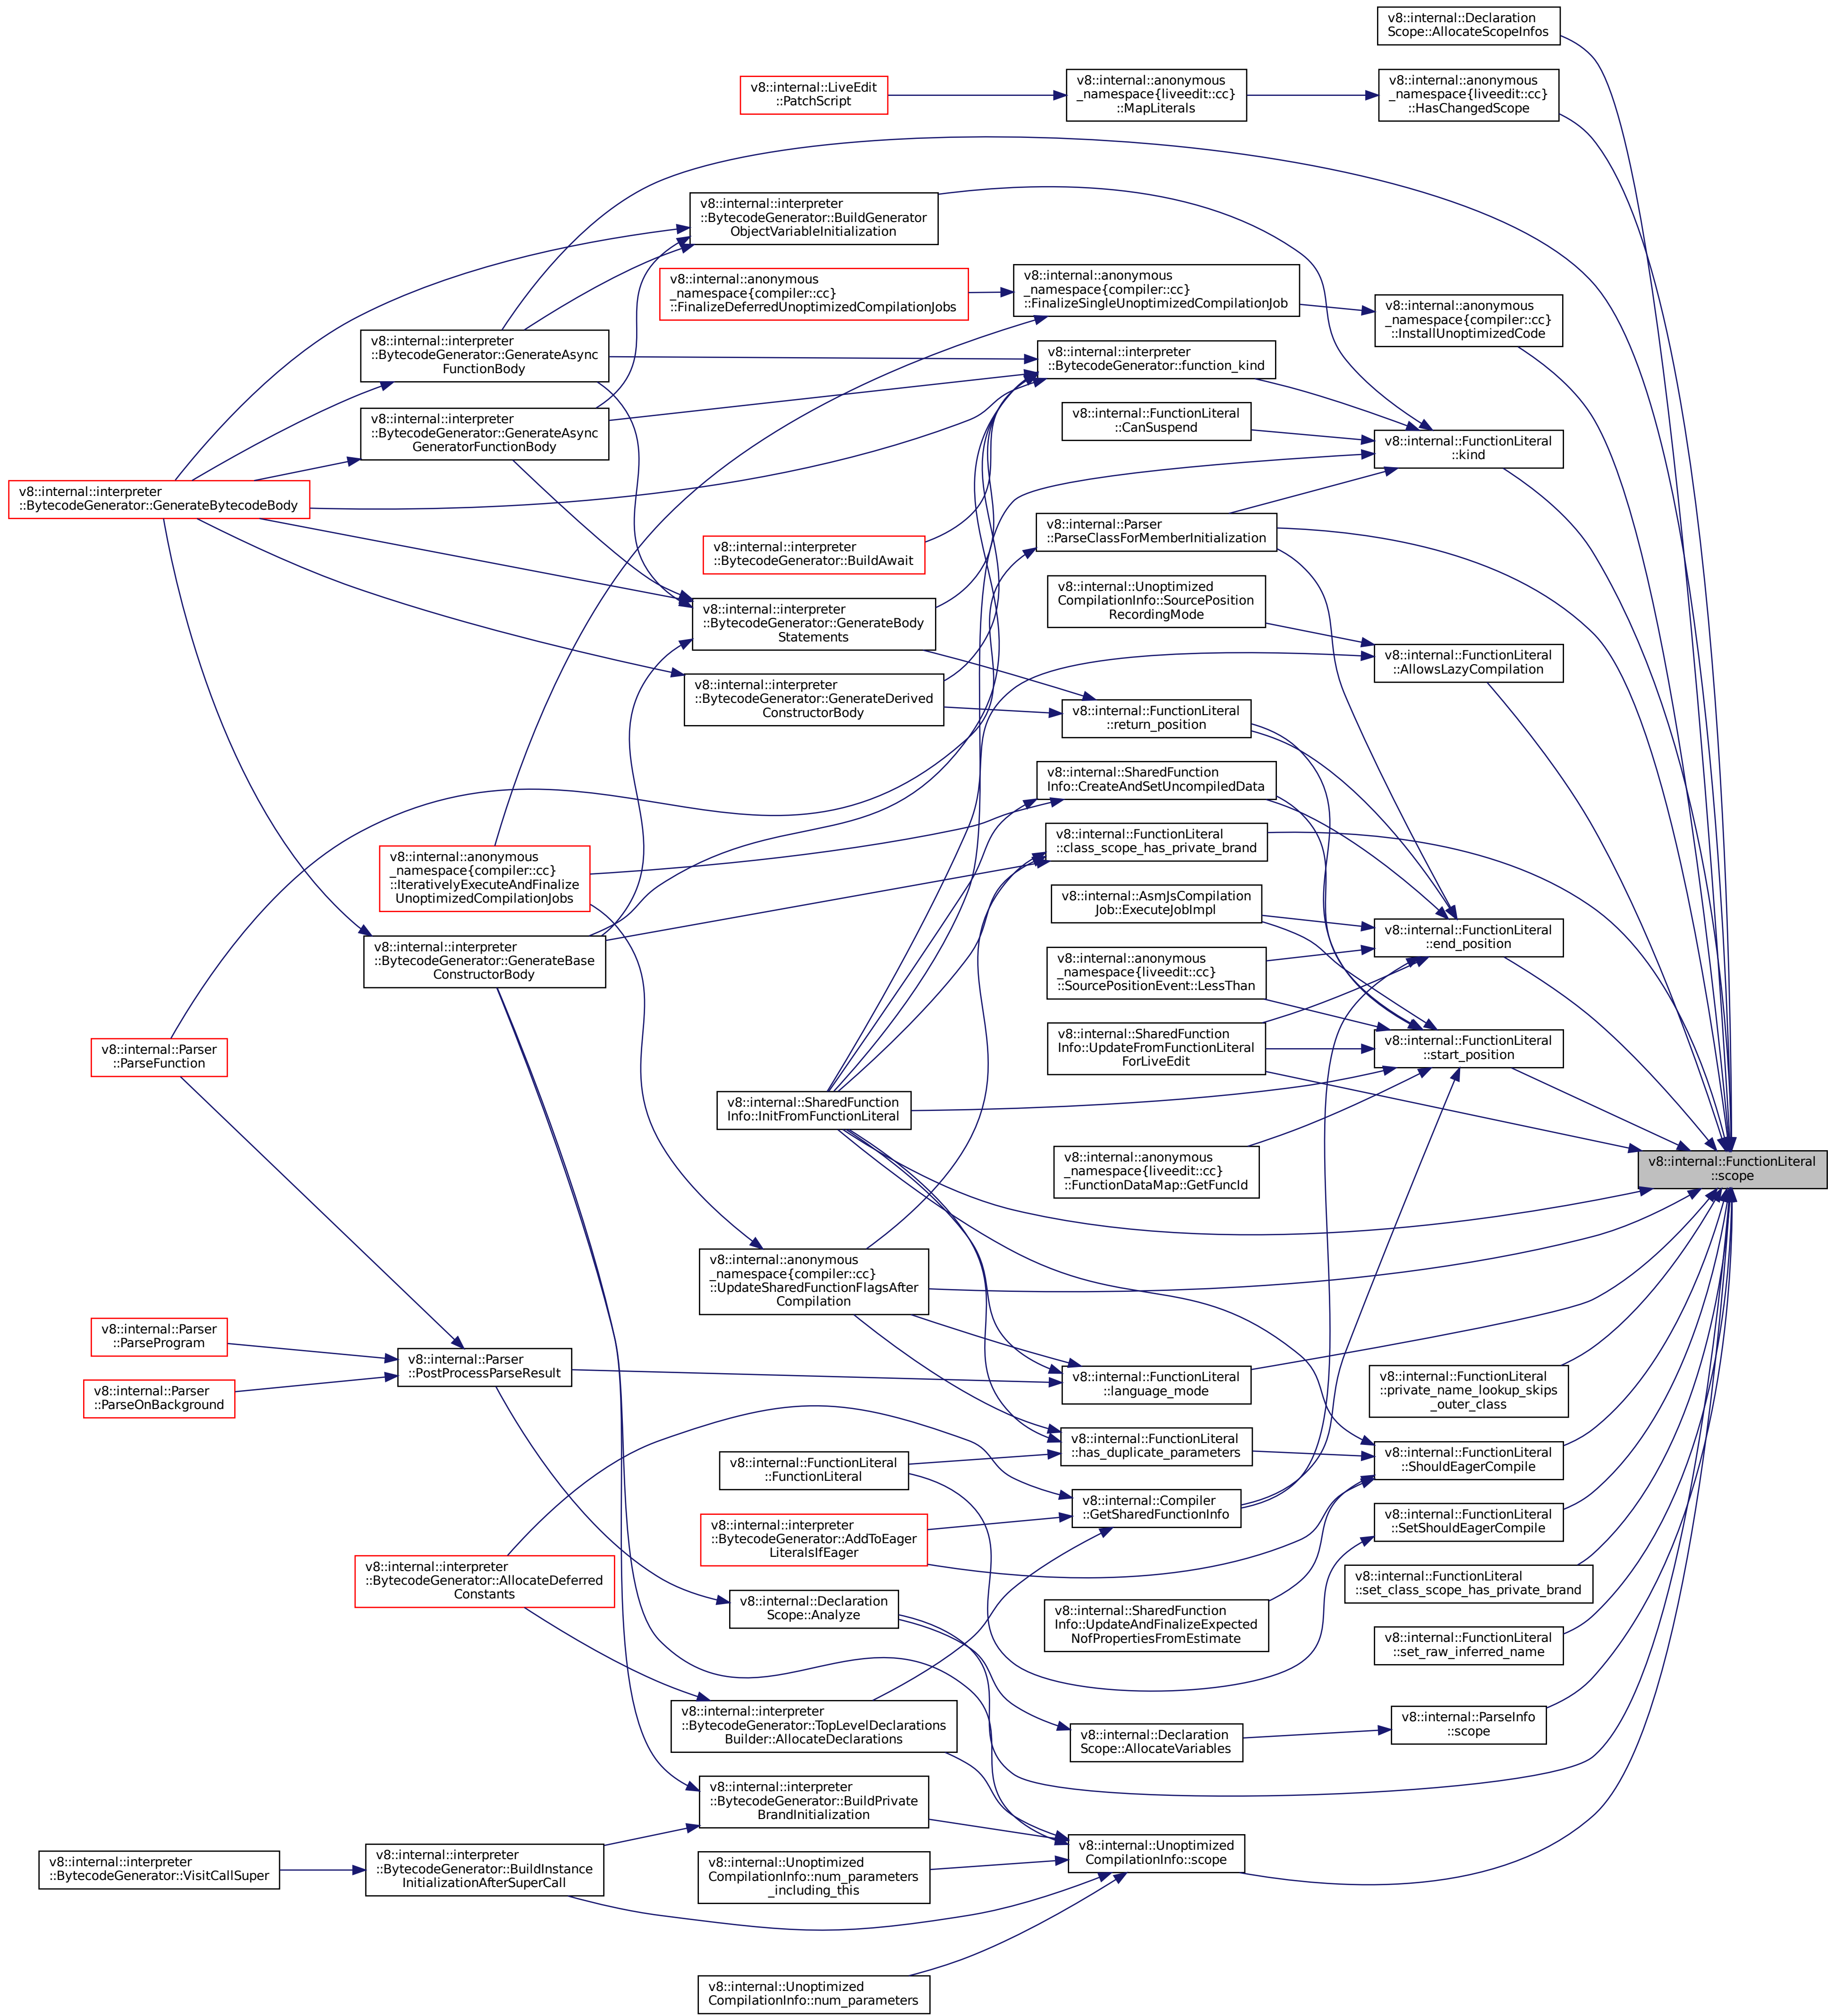 v8::internal::Declaration
Scope::AllocateScopeInfos
v8::internal::LiveEdit
::PatchScript
v8::internal::anonymous
_namespace{liveedit::cc}
::MapLiterals
v8::internal::anonymous
_namespace{liveedit::cc}
::HasChangedScope
v8::internal::interpreter
::BytecodeGenerator::BuildGenerator
ObjectVariableInitialization
v8::internal::anonymous
_namespace{compiler::cc}
::FinalizeDeferredUnoptimizedCompilationJobs
v8::internal::anonymous
_namespace{compiler::cc}
::FinalizeSingleUnoptimizedCompilationJob
v8::internal::anonymous
_namespace{compiler::cc}
::InstallUnoptimizedCode
v8::internal::interpreter
::BytecodeGenerator::GenerateAsync
FunctionBody
v8::internal::interpreter
::BytecodeGenerator::function_kind
v8::internal::interpreter
::BytecodeGenerator::GenerateAsync
GeneratorFunctionBody
v8::internal::FunctionLiteral
::CanSuspend
v8::internal::FunctionLiteral
::kind
v8::internal::interpreter
::BytecodeGenerator::GenerateBytecodeBody
v8::internal::interpreter
::BytecodeGenerator::BuildAwait
v8::internal::Parser
::ParseClassForMemberInitialization
v8::internal::Unoptimized
CompilationInfo::SourcePosition
RecordingMode
v8::internal::interpreter
::BytecodeGenerator::GenerateBody
Statements
v8::internal::FunctionLiteral
::AllowsLazyCompilation
v8::internal::interpreter
::BytecodeGenerator::GenerateDerived
ConstructorBody
v8::internal::FunctionLiteral
::return_position
v8::internal::SharedFunction
Info::CreateAndSetUncompiledData
v8::internal::FunctionLiteral
::class_scope_has_private_brand
v8::internal::anonymous
_namespace{compiler::cc}
::IterativelyExecuteAndFinalize
UnoptimizedCompilationJobs
v8::internal::AsmJsCompilation
Job::ExecuteJobImpl
v8::internal::FunctionLiteral
::end_position
v8::internal::interpreter
::BytecodeGenerator::GenerateBase
ConstructorBody
v8::internal::anonymous
_namespace{liveedit::cc}
::SourcePositionEvent::LessThan
v8::internal::Parser
::ParseFunction
v8::internal::SharedFunction
Info::UpdateFromFunctionLiteral
ForLiveEdit
v8::internal::FunctionLiteral
::start_position
v8::internal::SharedFunction
Info::InitFromFunctionLiteral
v8::internal::anonymous
_namespace{liveedit::cc}
::FunctionDataMap::GetFuncId
v8::internal::FunctionLiteral
::scope
v8::internal::anonymous
_namespace{compiler::cc}
::UpdateSharedFunctionFlagsAfter
Compilation
v8::internal::Parser
::ParseProgram
v8::internal::Parser
::PostProcessParseResult
v8::internal::Parser
::ParseOnBackground
v8::internal::FunctionLiteral
::language_mode
v8::internal::FunctionLiteral
::private_name_lookup_skips
_outer_class
v8::internal::FunctionLiteral
::has_duplicate_parameters
v8::internal::FunctionLiteral
::ShouldEagerCompile
v8::internal::FunctionLiteral
::FunctionLiteral
v8::internal::Compiler
::GetSharedFunctionInfo
v8::internal::FunctionLiteral
::SetShouldEagerCompile
v8::internal::interpreter
::BytecodeGenerator::AddToEager
LiteralsIfEager
v8::internal::interpreter
::BytecodeGenerator::AllocateDeferred
Constants
v8::internal::FunctionLiteral
::set_class_scope_has_private_brand
v8::internal::Declaration
Scope::Analyze
v8::internal::SharedFunction
Info::UpdateAndFinalizeExpected
NofPropertiesFromEstimate
v8::internal::FunctionLiteral
::set_raw_inferred_name
v8::internal::interpreter
::BytecodeGenerator::TopLevelDeclarations
Builder::AllocateDeclarations
v8::internal::Declaration
Scope::AllocateVariables
v8::internal::ParseInfo
::scope
v8::internal::interpreter
::BytecodeGenerator::BuildPrivate
BrandInitialization
v8::internal::interpreter
::BytecodeGenerator::VisitCallSuper
v8::internal::interpreter
::BytecodeGenerator::BuildInstance
InitializationAfterSuperCall
v8::internal::Unoptimized
CompilationInfo::num_parameters
_including_this
v8::internal::Unoptimized
CompilationInfo::scope
v8::internal::Unoptimized
CompilationInfo::num_parameters